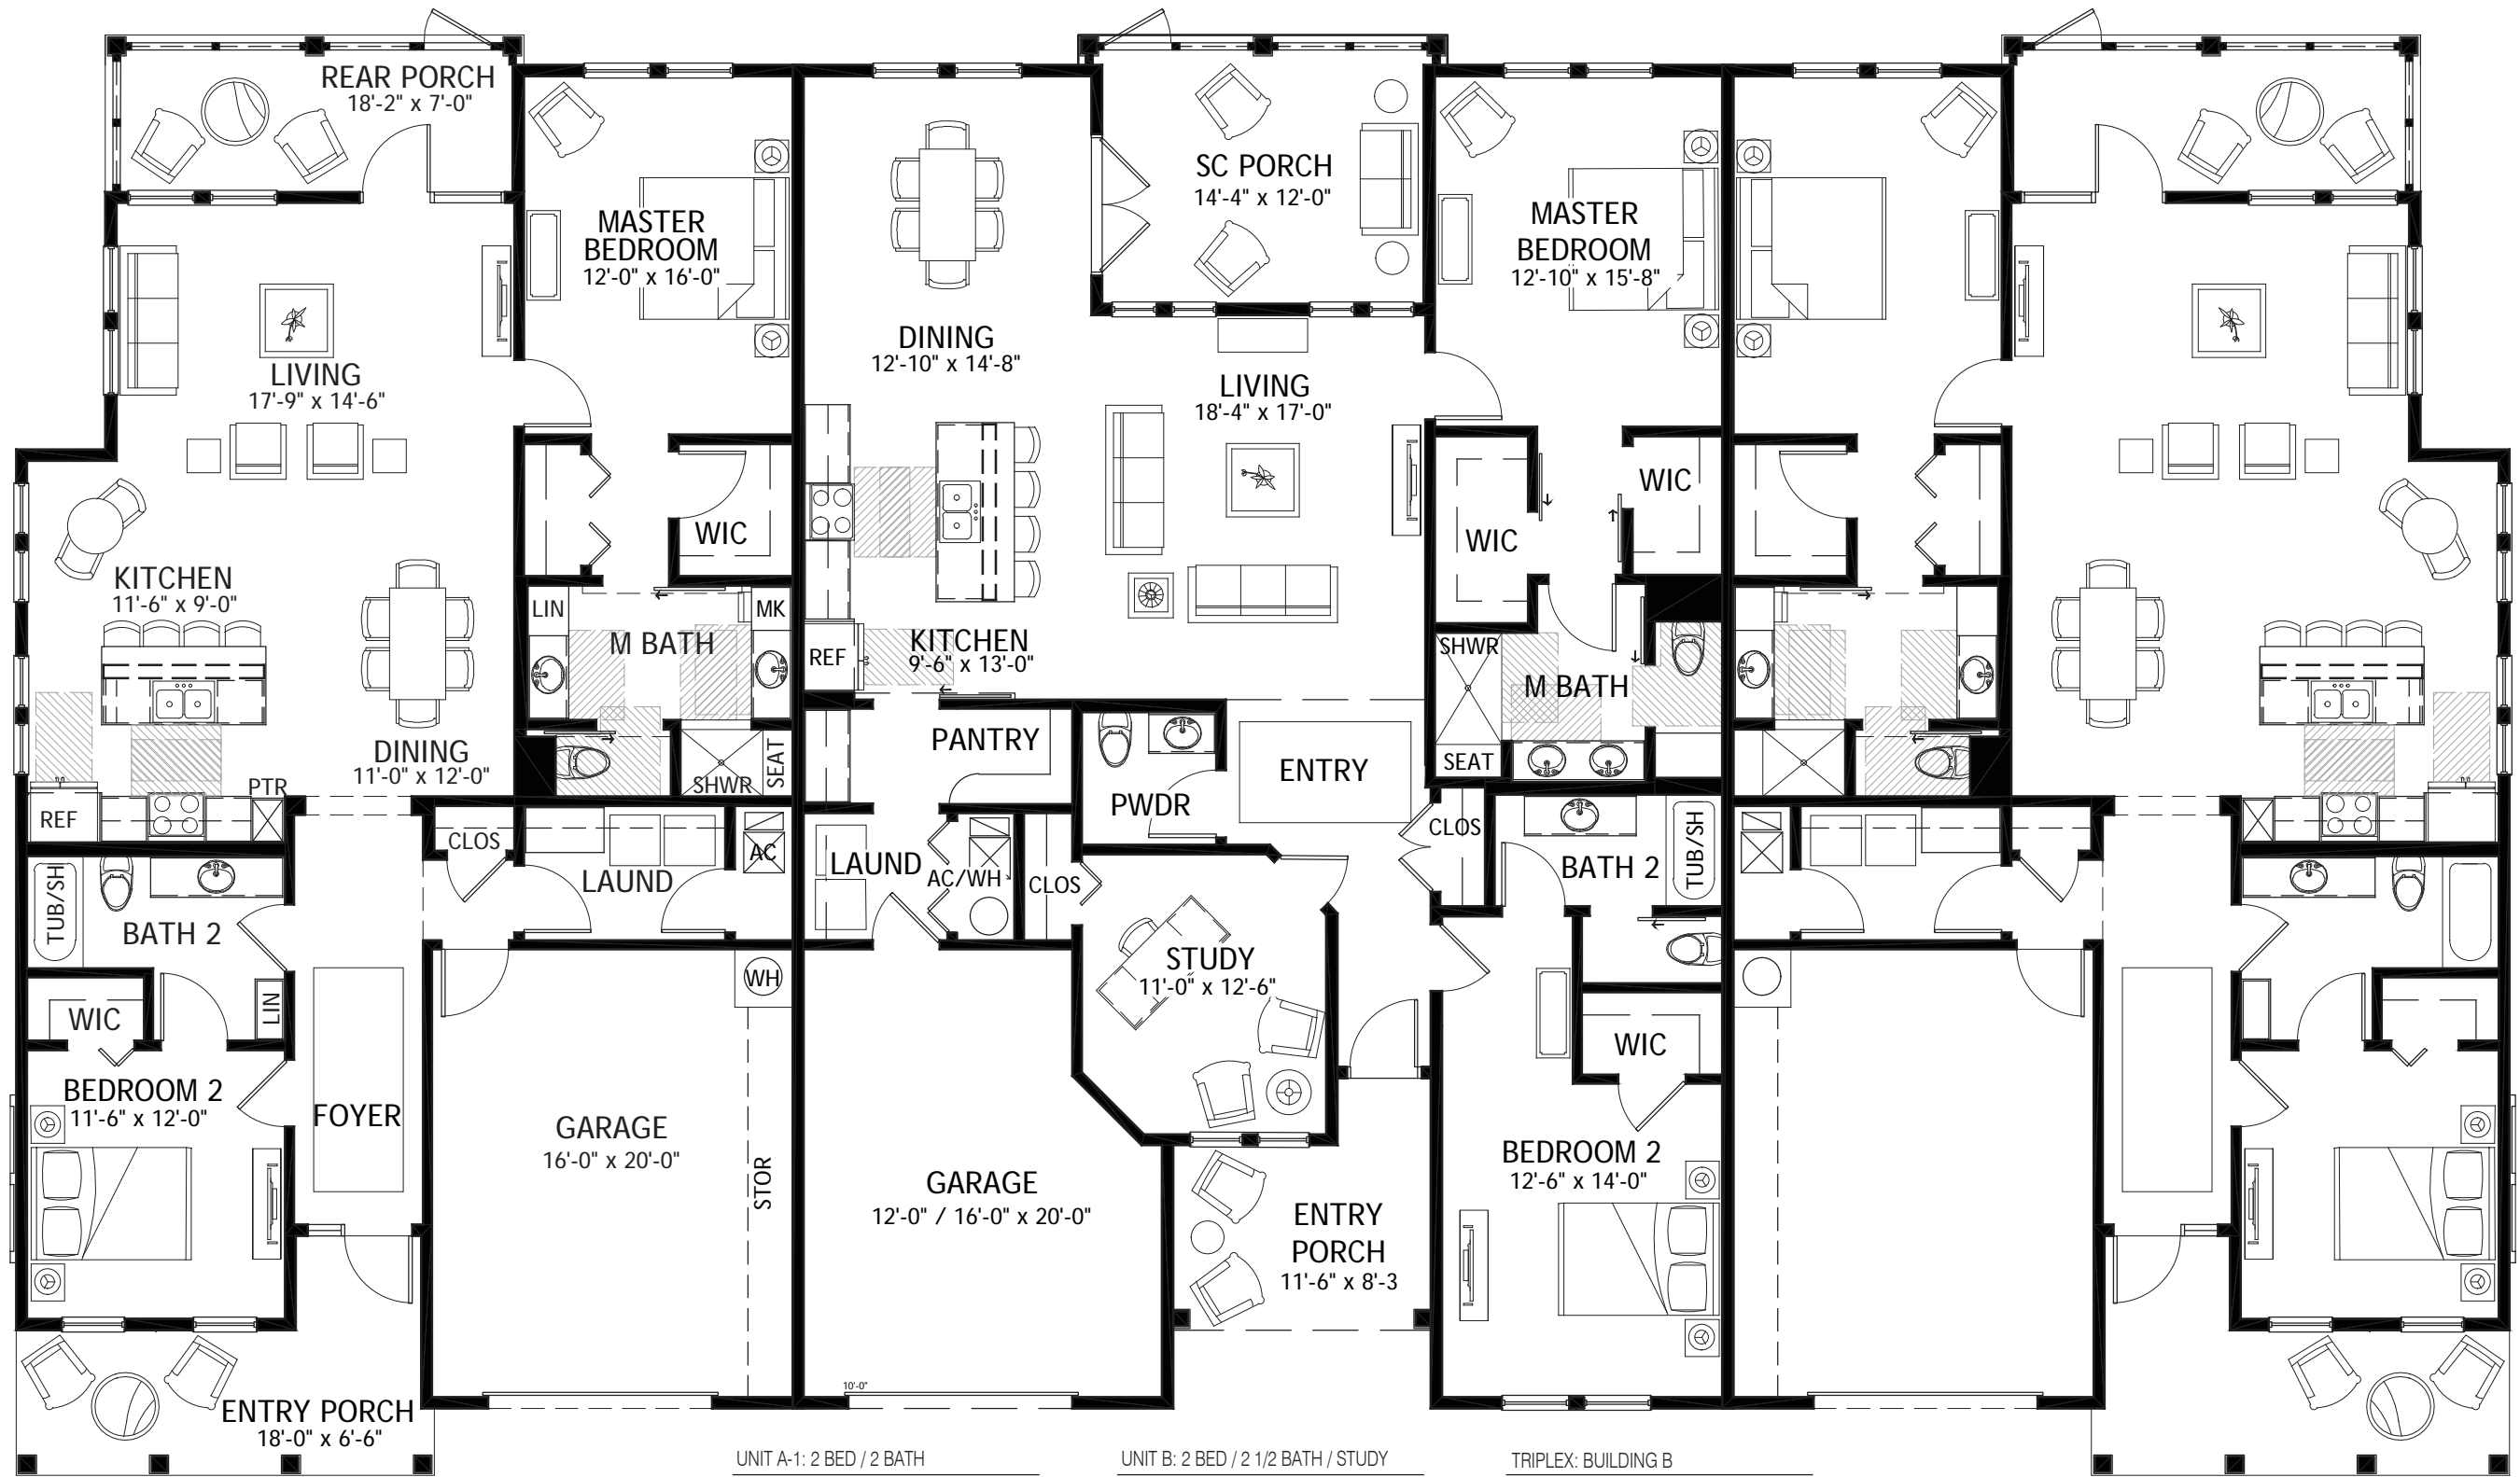 REAR PORCH
18'-2" x 7'-0"
MASTER
BEDROOM
12'-0" x 16'-0"
LIVING
17'-9" x 14'-6"
WIC
KITCHEN
11'-6" x 9'-0"
LIN
MK
M BATH
DINING
11'-0" x 12'-0"
SHWR
SEAT
PTR
REF
CLOS
LAUND
AC
TUB/SH
BATH 2
WH
WIC
LIN
BEDROOM 2
11'-6" x 12'-0"
FOYER
GARAGE
16'-0" x 20'-0"
STOR
ENTRY PORCH
18'-0" x 6'-6"
SC PORCH
14'-4" x 12'-0"
MASTER
BEDROOM
12'-10" x 15'-8"
DINING
12'-10" x 14'-8"
LIVING
18'-4" x 17'-0"
WIC
WIC
REF
KITCHEN
9'-6" x 13'-0"
SHWR
M BATH
SEAT
PANTRY
ENTRY
PWDR
CLOS
LAUND
AC/WH
CLOS
BATH 2
TUB/SH
STUDY
11'-0" x 12'-6"
WIC
BEDROOM 2
12'-6" x 14'-0"
GARAGE
12'-0" / 16'-0" x 20'-0"
ENTRY
PORCH
11'-6" x 8'-3
10'-0"
UNIT A-1: 2 BED / 2 BATH
UNIT B: 2 BED / 2 1/2 BATH / STUDY
TRIPLEX: BUILDING B